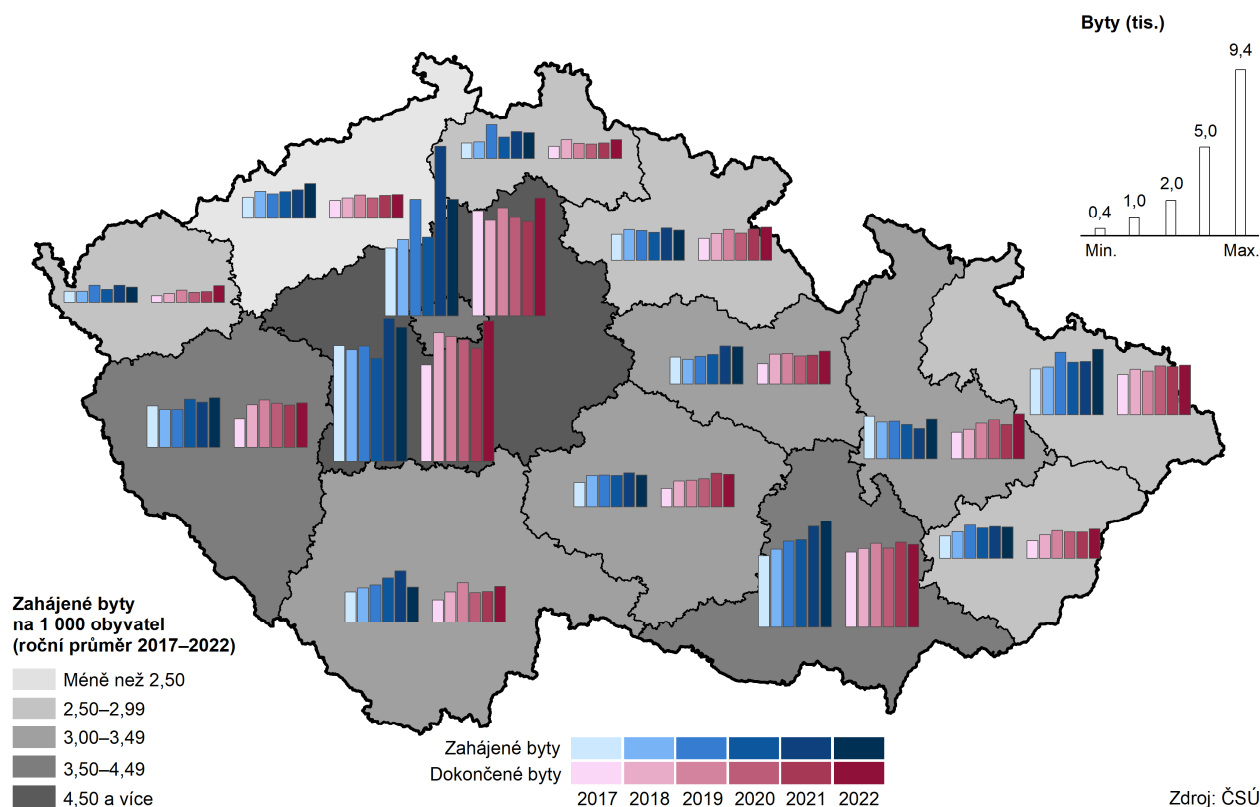 Byty (tis.)
9,4
5,0
2,0
1,0
0,4
Min.
Max.
Zahájené byty
na 1 000 obyvatel
(roční průměr 2017–2022)
Méně než 2,50
2,50–2,99
3,00–3,49
3,50–4,49
4,50 a více
Zahájené byty
Dokončené byty
2017 2018 2019 2020 2021 2022
Zdroj: ČSÚ